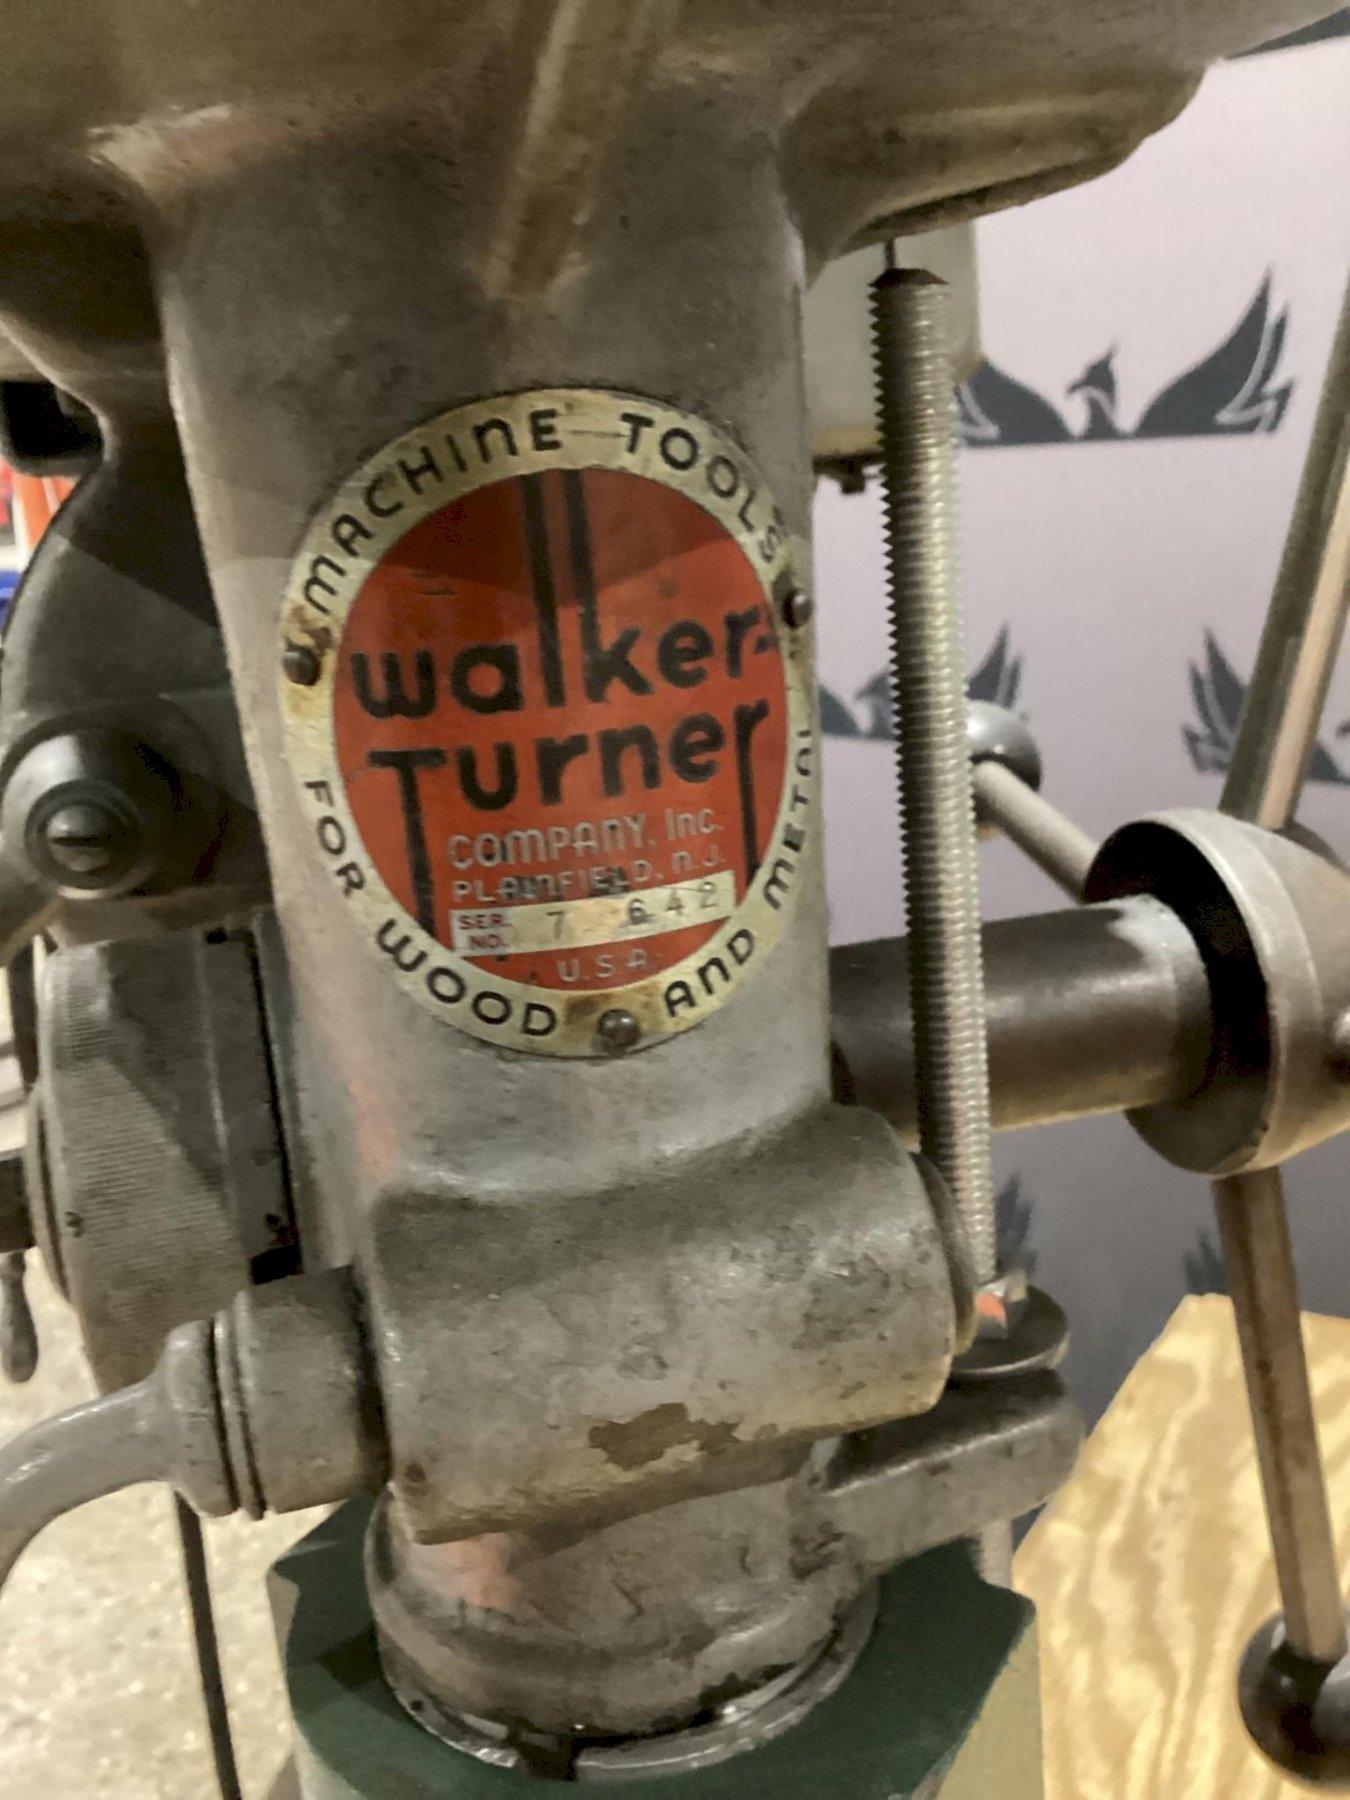 MACHINE TOOLS
walker-
Turner
COMPANY, Inc.
PLAINFIELD, N.J.
SER. NO. 7 642
U.S.A.
FOR WOOD AND METAL